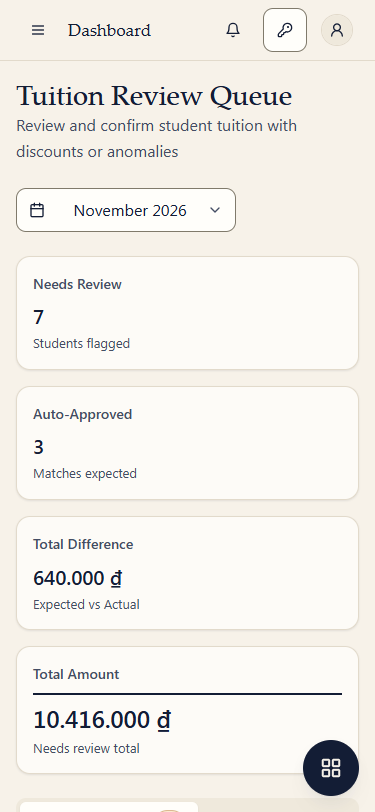 Dashboard
Tuition Review Queue
Review and confirm student tuition with
discounts or anomalies
November 2026
Needs Review
7
Students flagged
Auto-Approved
3
Matches expected
Total Difference
640.000 ₫
Expected vs Actual
Total Amount
10.416.000 ₫
Needs review total